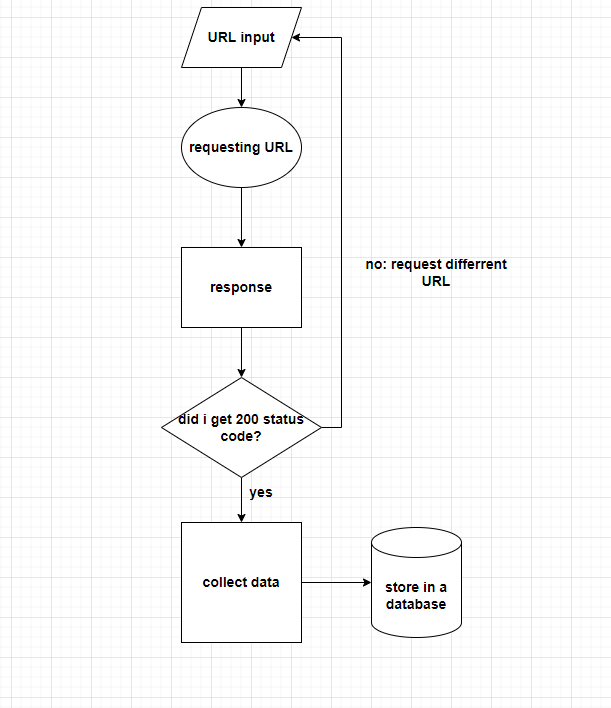 URL input
requesting URL
response
no: request differrent
URL
did i get 200 status
code?
yes
collect data
store in a
database